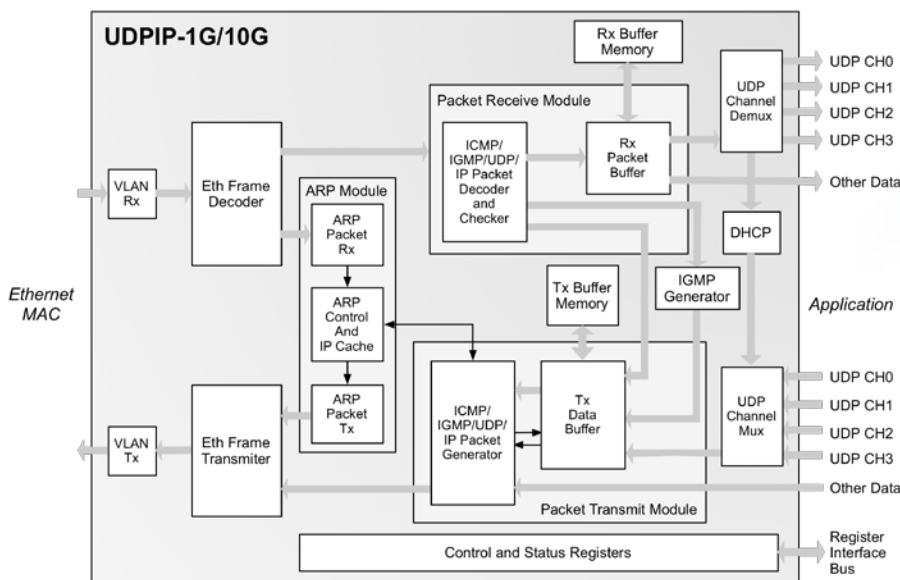 UDPIP-1G/10G
Rx Buffer
Memory
UDP
Channel
Demux
UDP CH0
UDP CH1
UDP CH2
UDP CH3
Other Data
Packet Receive Module
ICMP/
IGMP/UDP/
IP Packet
Decoder
and
Checker
Rx
Packet
Buffer
VLAN
Rx
Eth Frame
Decoder
ARP Module
ARP
Packet
Rx
ARP
Control
And
IP Cache
ARP
Packet
Tx
DHCP
IGMP
Generator
Tx Buffer
Memory
Ethernet
MAC
Application
VLAN
Tx
Eth Frame
Transmiter
ICMP/
IGMP/UDP/
IP Packet
Generator
Tx
Data
Buffer
Packet Transmit Module
UDP
Channel
Mux
UDP CH0
UDP CH1
UDP CH2
UDP CH3
Other Data
Control and Status Registers
Register
Interface
Bus